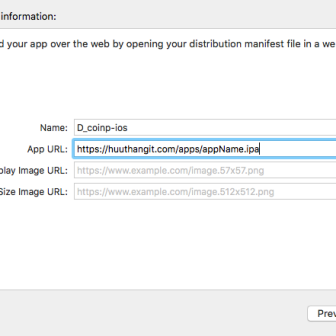 information:
d your app over the web by opening your distribution manifest file in a we
Name: D_coinp-ios
App URL: https://huuthangit.com/apps/appName.ipa
play Image URL: https://www.example.com/image.57x57.png
Size Image URL: https://www.example.com/image.512x512.png
Prev